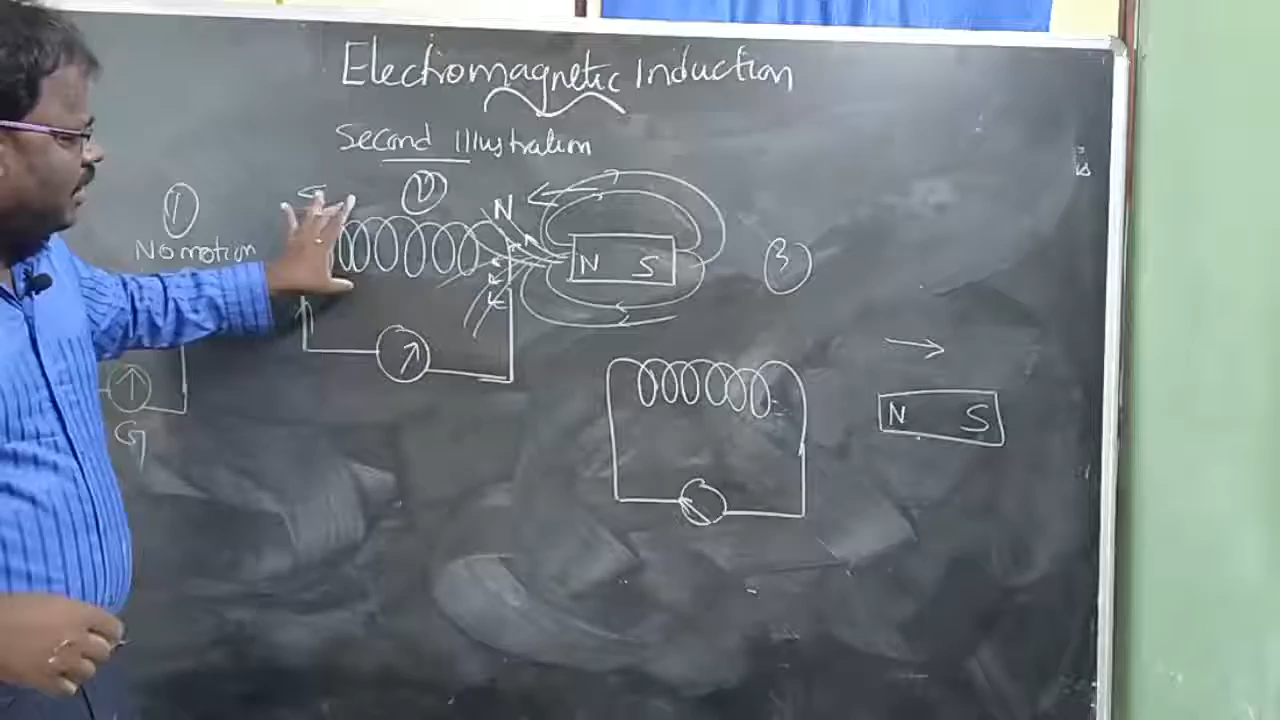 Electromagnetic Induction
Second Illustration
1
No motion
G
2
N
N S
3
N S